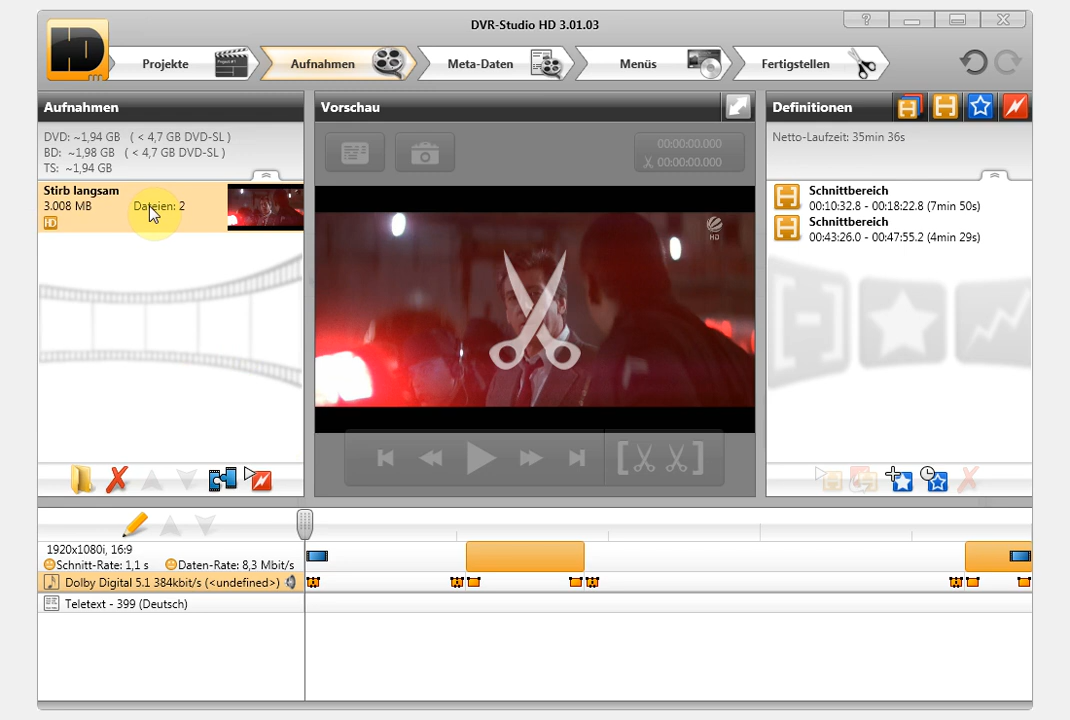 DVR-Studio HD 3.01.03
?
HD
Projekte
Aufnahmen
Meta-Daten
Menüs
Fertigstellen
Aufnahmen
DVD: ~1,94 GB ( < 4,7 GB DVD-SL )
BD: ~1,98 GB ( < 4,7 GB DVD-SL )
TS: ~1,94 GB
Stirb langsam
3.008 MB Dateien: 2
HD
Vorschau
00:00:00.000
00:00:00.000
HD
Definitionen
Netto-Laufzeit: 35min 36s
Schnittbereich
00:10:32.8 - 00:18:22.8 (7min 50s)
Schnittbereich
00:43:26.0 - 00:47:55.2 (4min 29s)
1920x1080i, 16:9
Schnitt-Rate: 1,1 s Daten-Rate: 8,3 Mbit/s
Dolby Digital 5.1 384kbit/s (<undefined>)
Teletext - 399 (Deutsch)